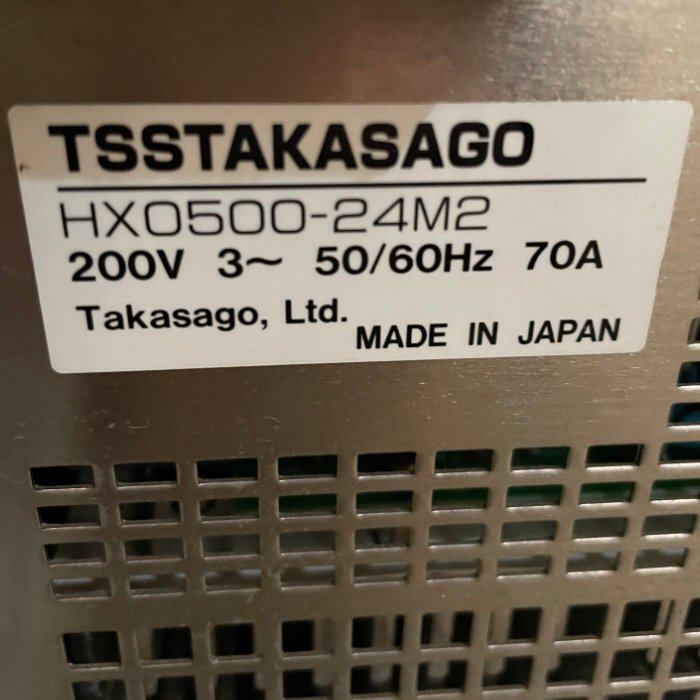 TSSTAKASAGO
HX0500-24M2
200V 3～ 50/60Hz 70A
Takasago, Ltd.
MADE IN JAPAN